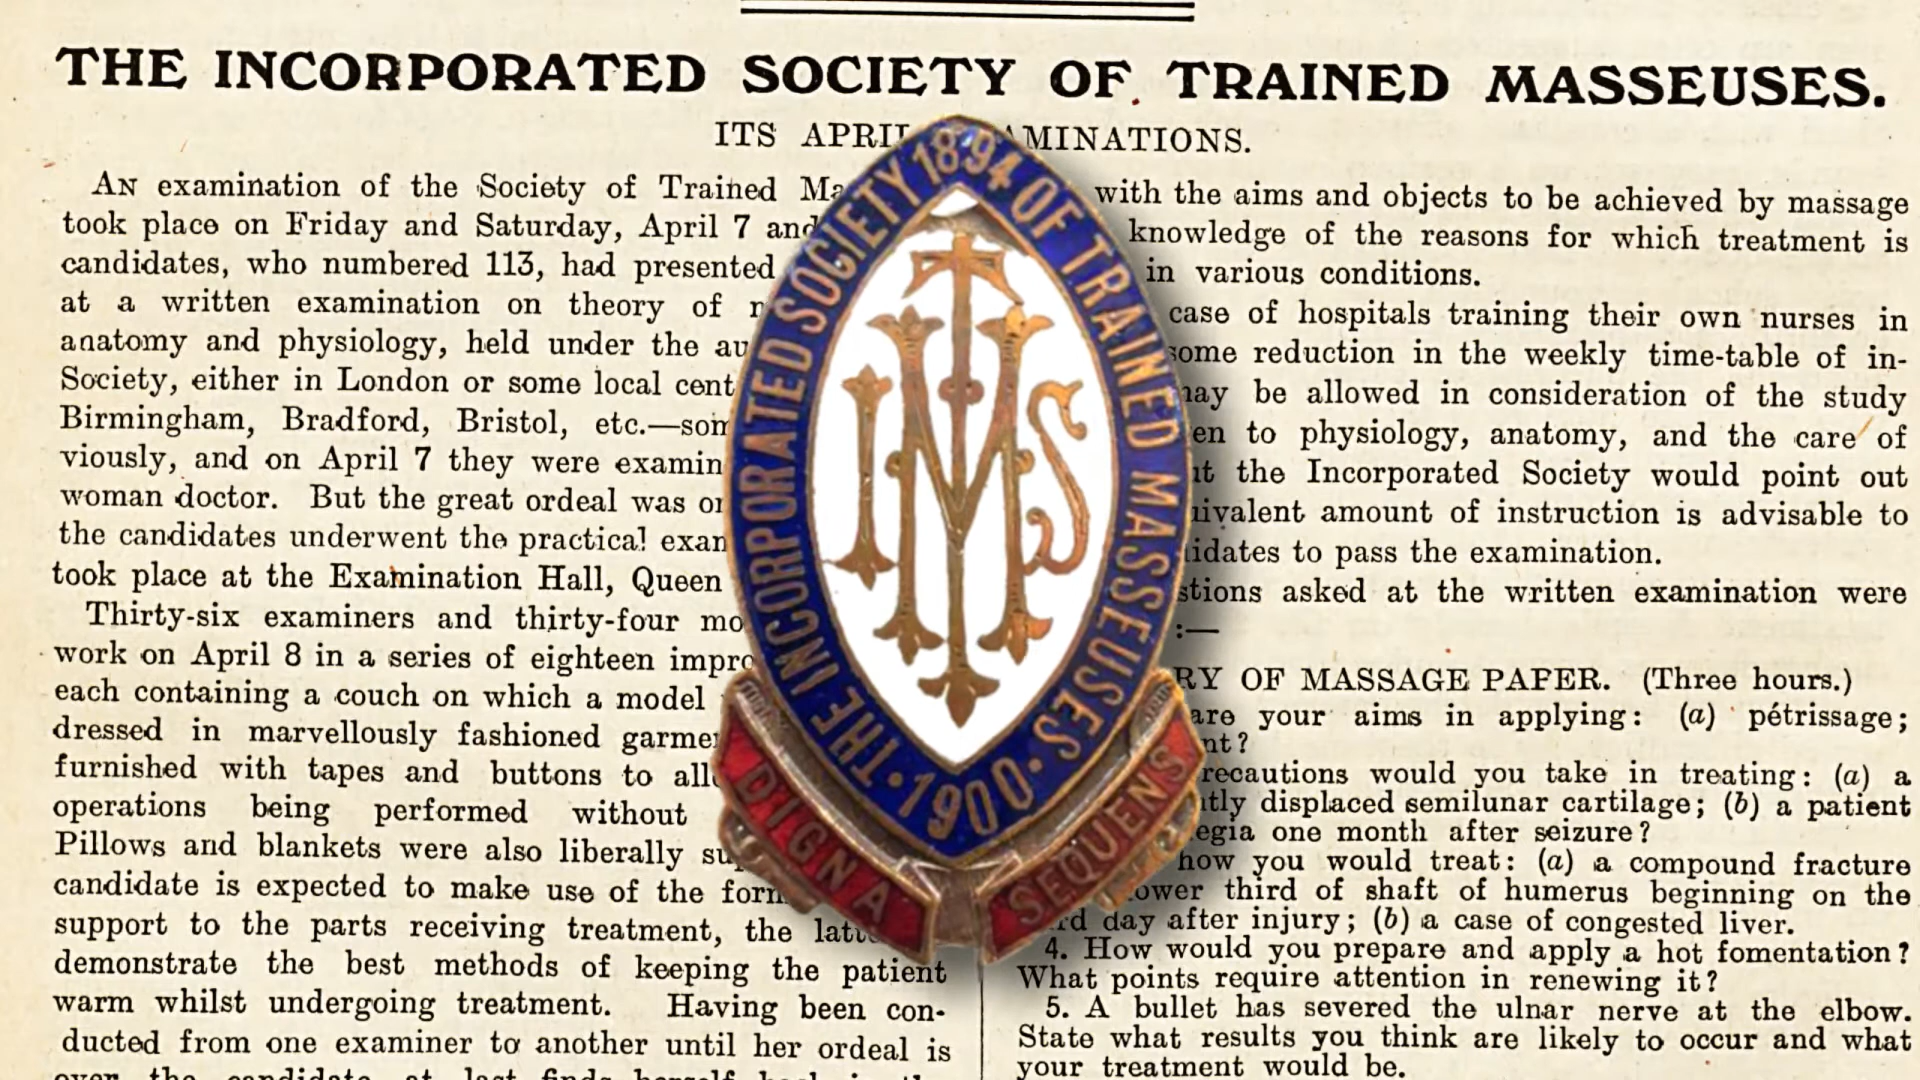 THE INCORPORATED SOCIETY OF TRAINED MASSEUSES.
ITS APRIL EXAMINATIONS.
AN examination of the Society of Trained
took place on Friday and Saturday, April 7 and
candidates, who numbered 113, had presented
at a written examination on theory of
anatomy and physiology, held under the
Society, either in London or some local
Birmingham, Bradford, Bristol, etc.—
viously, and on April 7 they were
woman doctor. But the great ordeal was
the candidates underwent the practical
took place at the Examination Hall, Queen
Thirty-six examiners and thirty-four
work on April 8 in a series of eighteen
each containing a couch on which a model
dressed in marvellously fashioned
furnished with tapes and buttons to
operations being performed without
Pillows and blankets were also liberally
candidate is expected to make use of the
support to the parts receiving treatment, the
demonstrate the best methods of keeping the patient
warm whilst undergoing treatment. Having been con-
ducted from one examiner to another until her ordeal is
over the candidate at last finds herself back in the
THE INCORPORATED SOCIETY 1894 OF TRAINED MASSEUSES.
· 1900 ·
IMS
DIGNA
SEQUENS
with the aims and objects to be achieved by massage
knowledge of the reasons for which treatment is
in various conditions.
case of hospitals training their own nurses in
some reduction in the weekly time-table of in-
may be allowed in consideration of the study
to physiology, anatomy, and the care of
the Incorporated Society would point out
amount of instruction is advisable to
to pass the examination.
asked at the written examination were
:—
OF MASSAGE PAPER. (Three hours.)
are your aims in applying: (a) pétrissage;
?
would you take in treating: (a) a
displaced semilunar cartilage; (b) a patient
one month after seizure?
how you would treat: (a) a compound fracture
third of shaft of humerus beginning on the
day after injury; (b) a case of congested liver.
4. How would you prepare and apply a hot fomentation?
What points require attention in renewing it?
5. A bullet has severed the ulnar nerve at the elbow.
State what results you think are likely to occur and what
your treatment would be.